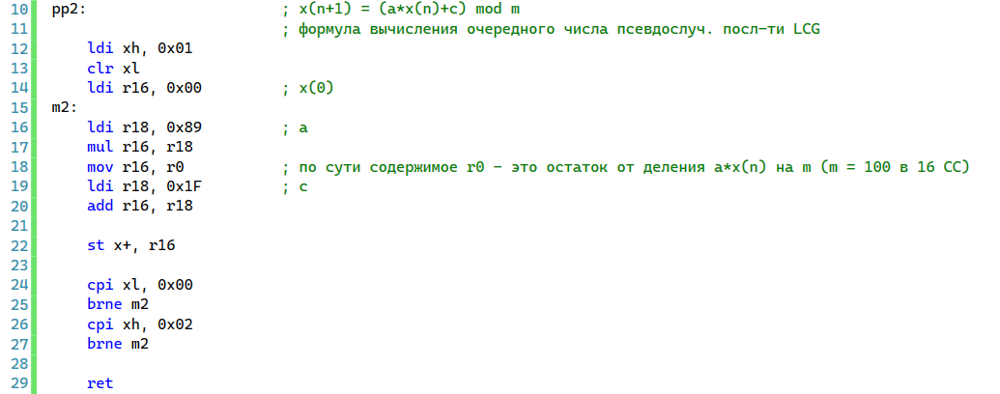 10 pp2: ; x(n+1) = (a*x(n)+c) mod m
11 ; формула вычисления очередного числа псевдослуч. посл-ти LCG
12 ldi xh, 0x01
13 clr xl
14 ldi r16, 0x00 ; x(0)
15 m2:
16 ldi r18, 0x89 ; a
17 mul r16, r18
18 mov r16, r0 ; по сути содержимое r0 - это остаток от деления a*x(n) на m (m = 100 в 16 СС)
19 ldi r18, 0x1F ; c
20 add r16, r18
21
22 st x+, r16
23
24 cpi xl, 0x00
25 brne m2
26 cpi xh, 0x02
27 brne m2
28
29 ret